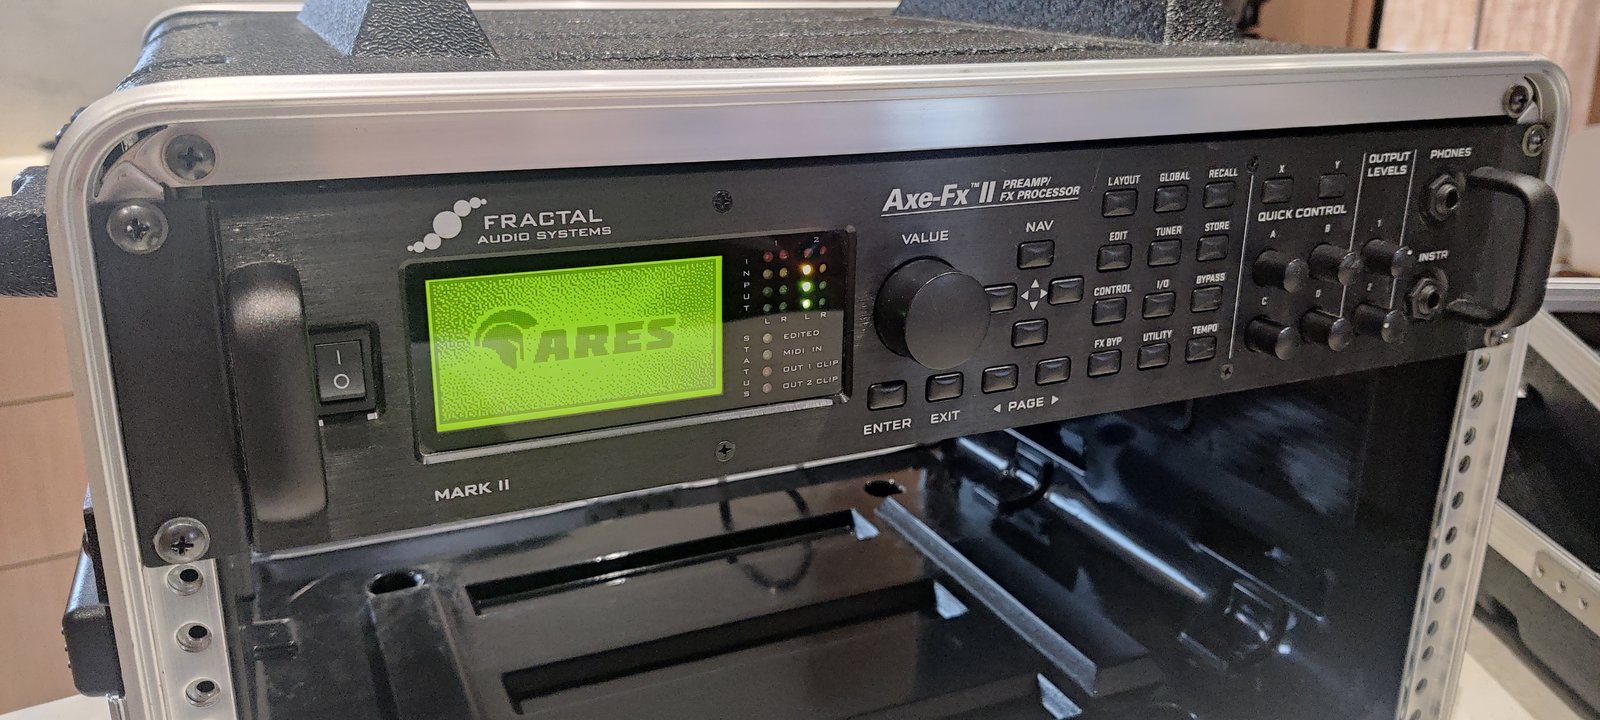 FRACTAL
AUDIO SYSTEMS
ARES
MARK II
1 2
INPUT
L R L R
STATUS
EDITED
MIDI IN
OUT 1 CLIP
OUT 2 CLIP
Axe-Fx™ II PREAMP/
FX PROCESSOR
VALUE
NAV
ENTER
EXIT
PAGE
LAYOUT GLOBAL RECALL
EDIT TUNER STORE
CONTROL I/O BYPASS
FX BYP UTILITY TEMPO
X Y
QUICK CONTROL
A B
C D
OUTPUT
LEVELS
1
2
PHONES
INSTR